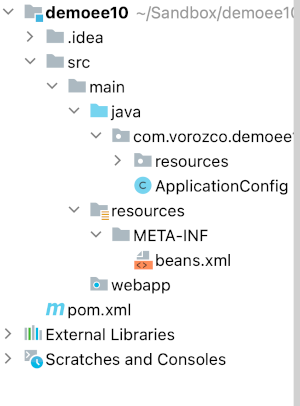 demoee10 ~/Sandbox/demoee10
.idea
src
main
java
com.vorozco.demoee1
resources
ApplicationConfig
resources
META-INF
beans.xml
webapp
pom.xml
External Libraries
Scratches and Consoles